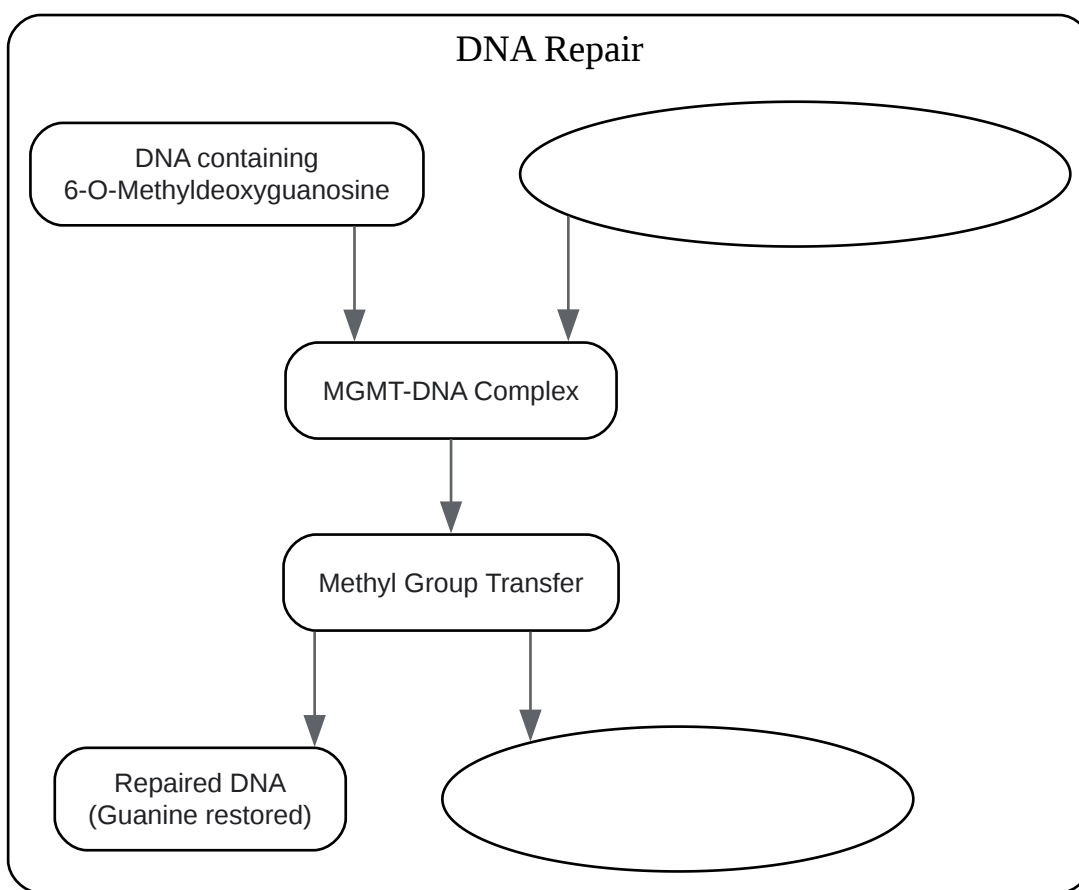 DNA Repair
DNA containing
6-O-Methyldeoxyguanosine
MGMT-DNA Complex
Methyl Group Transfer
Repaired DNA
(Guanine restored)